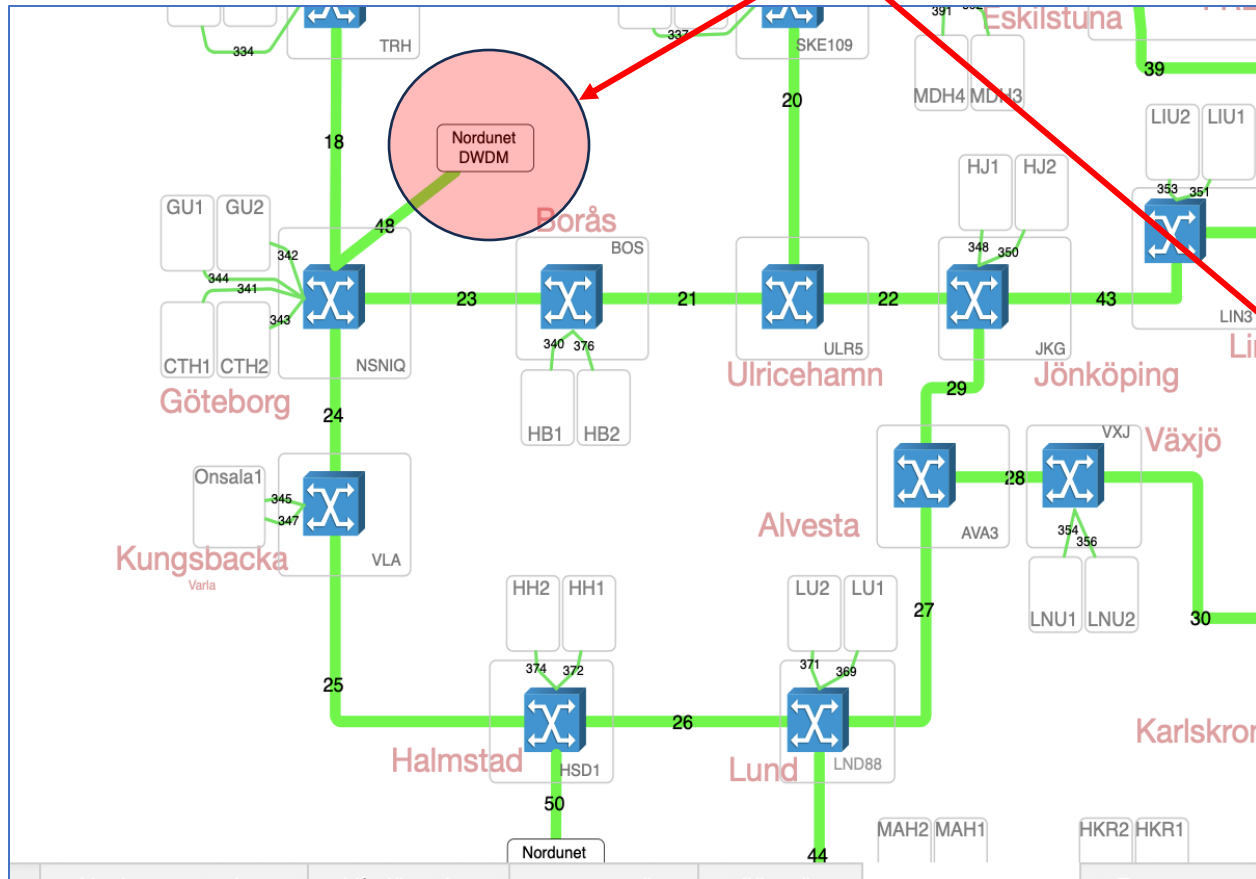 334
TRH
337
SKE109
391
Eskilstuna
MDH4
MDH3
39
20
18
Nordunet
DWDM
LIU2
LIU1
353
351
HJ1
HJ2
GU1
GU2
48
Borås
BOS
342
344
341
343
348
350
23
21
22
43
LIN3
CTH1
CTH2
NSNIQ
340
376
ULR5
JKG
Göteborg
Ulricehamn
Jönköping
29
24
HB1
HB2
VXJ
Växjö
Onsala1
345
347
28
Alvesta
AVA3
354
356
Kungsbacka
Varla
VLA
HH2
HH1
LU2
LU1
27
LNU1
LNU2
30
374
372
371
369
25
26
Halmstad
HSD1
Lund
LND88
50
Nordunet
44
MAH2
MAH1
HKR2
HKR1